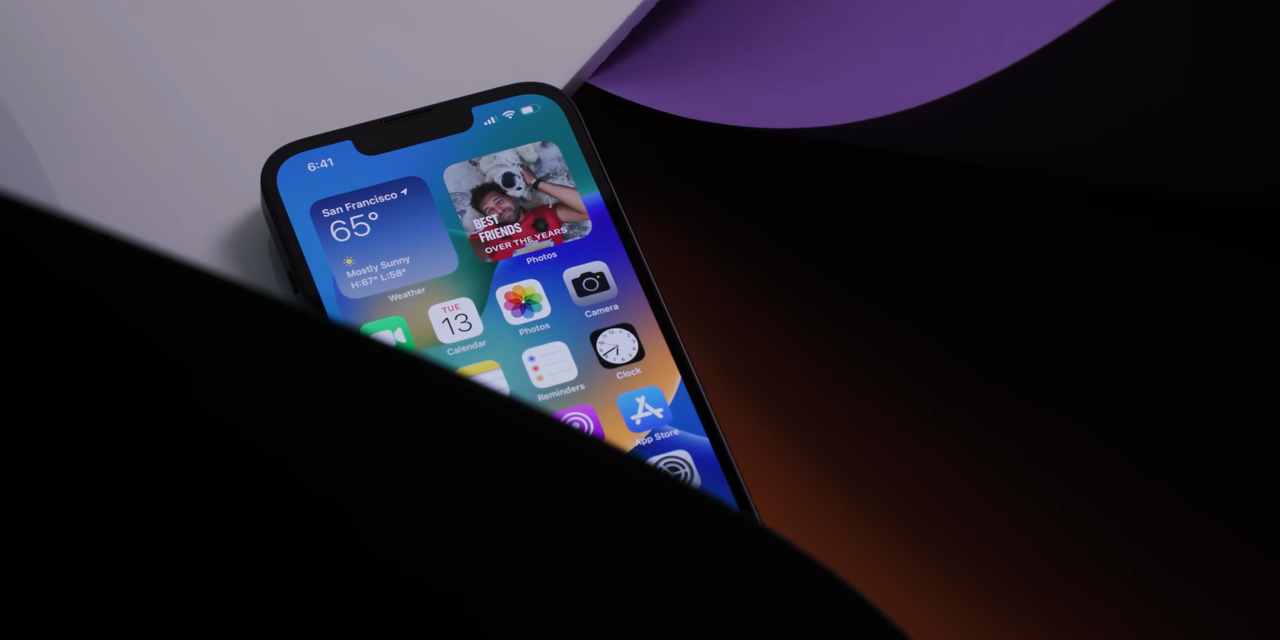 6:41
San Francisco
65°
Mostly Sunny
H:67° L:58°
Weather
BEST
FRIENDS
OVER THE YEARS
Photos
TUE
13
Calendar
Photos
Camera
Reminders
Clock
App Store